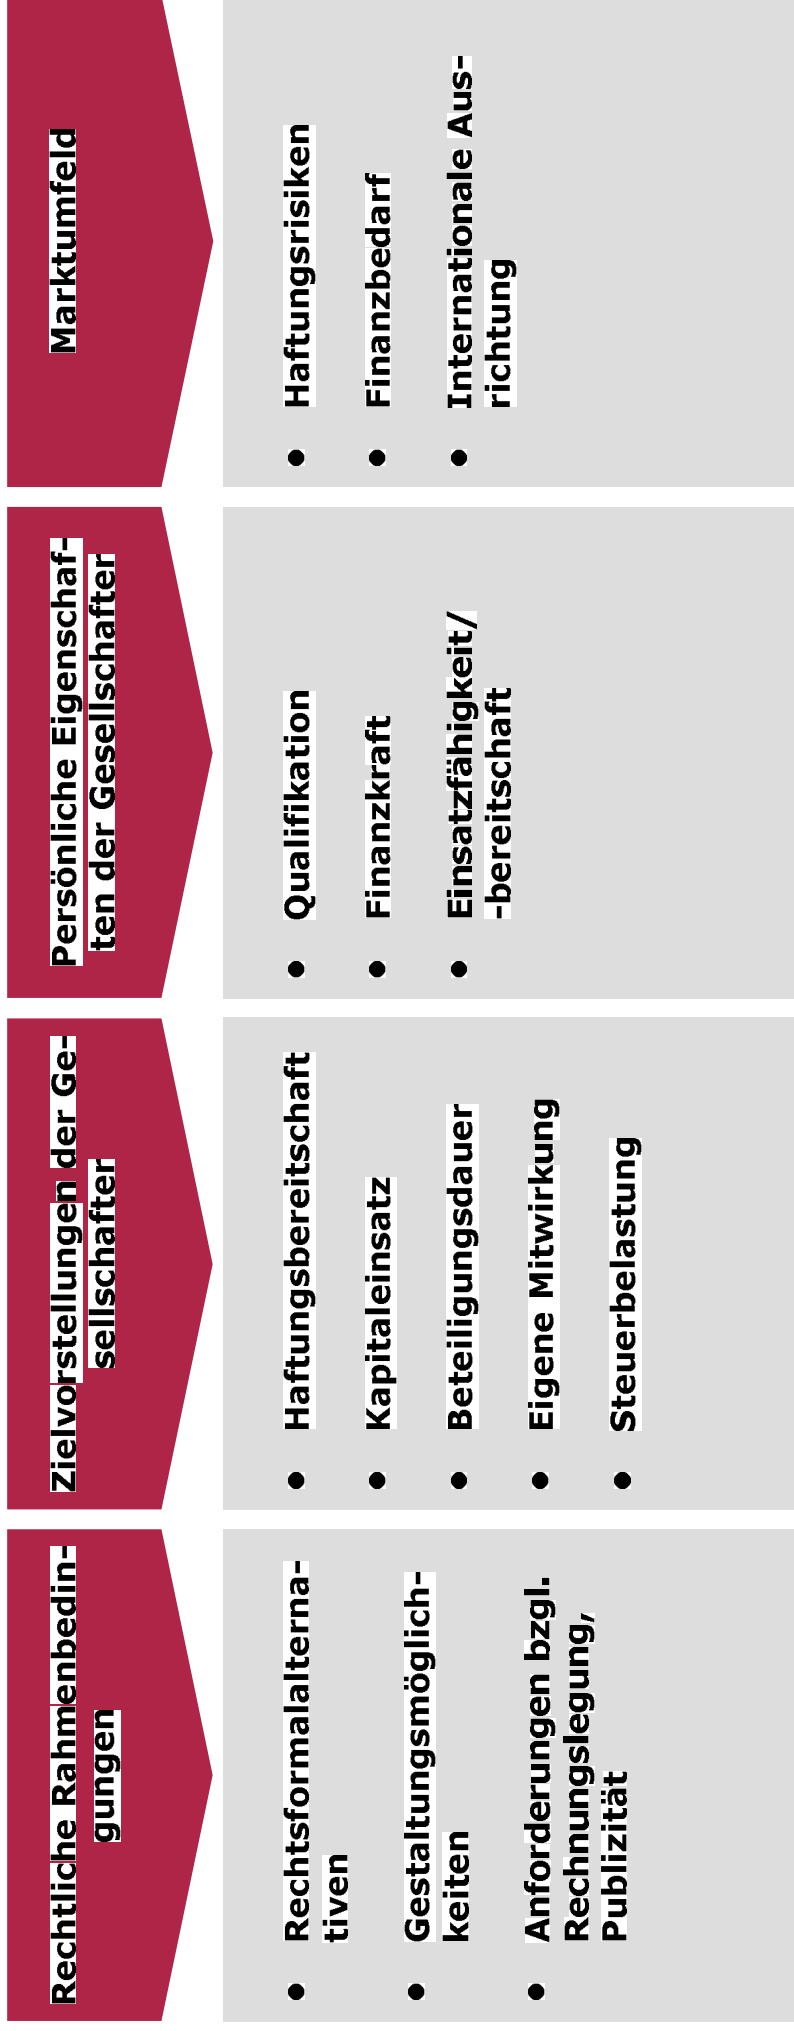 Rechtliche Rahmenbedin-
gungen
Rechtsformalalterna-
tiven
Gestaltungsmöglich-
keiten
Anforderungen bzgl.
Rechnungslegung,
Publizität
Zielvorstellungen der Ge-
sellschafter
Haftungsbereitschaft
Kapitaleinsatz
Beteiligungsdauer
Eigene Mitwirkung
Steuerbelastung
Persönliche Eigenschaf-
ten der Gesellschafter
Qualifikation
Finanzkraft
Einsatzfähigkeit/
-bereitschaft
Marktumfeld
Haftungsrisiken
Finanzbedarf
Internationale Aus-
richtung